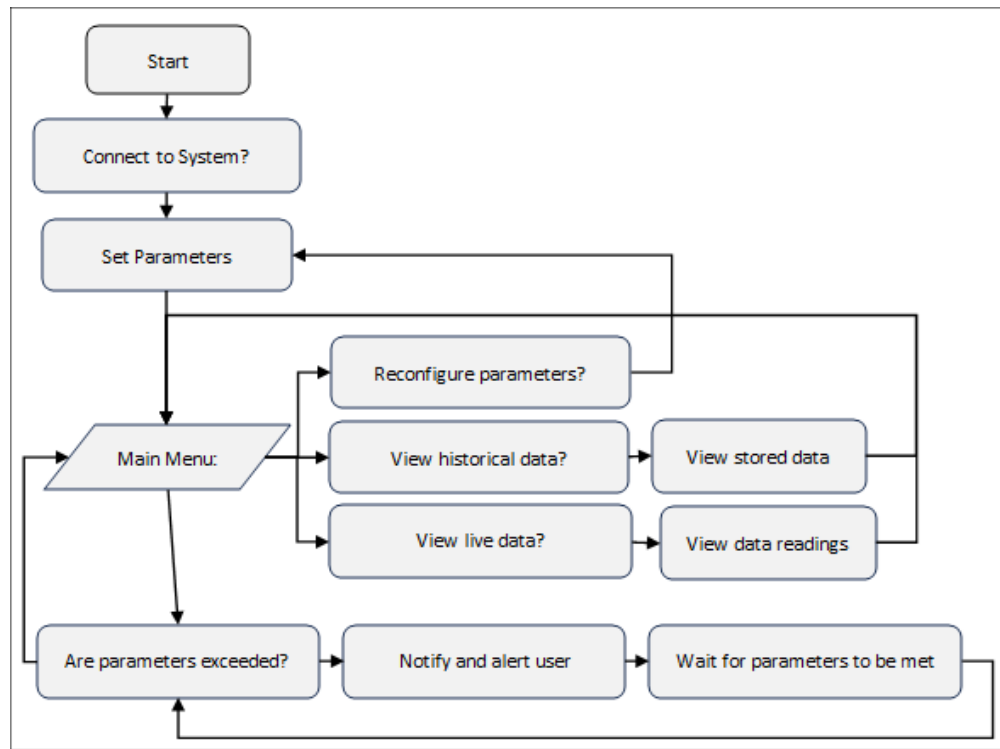 Start
Connect to System?
Set Parameters
Reconfigure parameters?
Main Menu:
View historical data?
View stored data
View live data?
View data readings
Are parameters exceeded?
Notify and alert user
Wait for parameters to be met